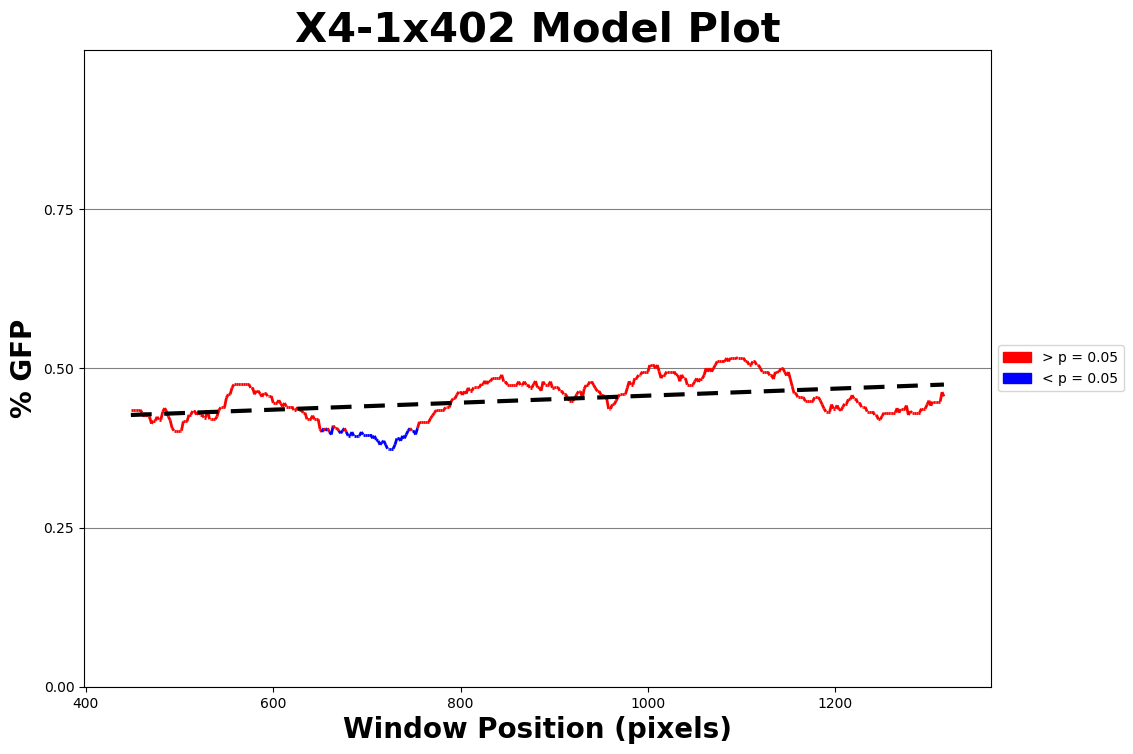 X4-1x402 Model Plot
% GFP
0.75
0.50
0.25
0.00
400
600
800
1000
1200
Window Position (pixels)
> p = 0.05
< p = 0.05